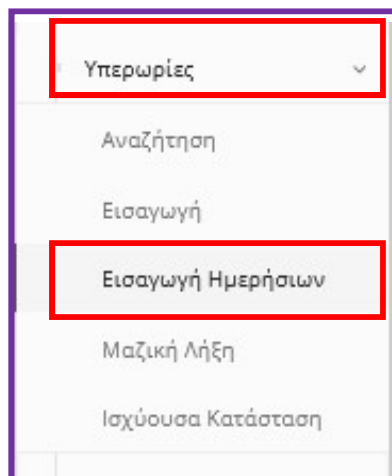 Υπερωρίες
Αναζήτηση
Εισαγωγή
Εισαγωγή Ημερήσιων
Μαζική Λήξη
Ισχύουσα Κατάσταση